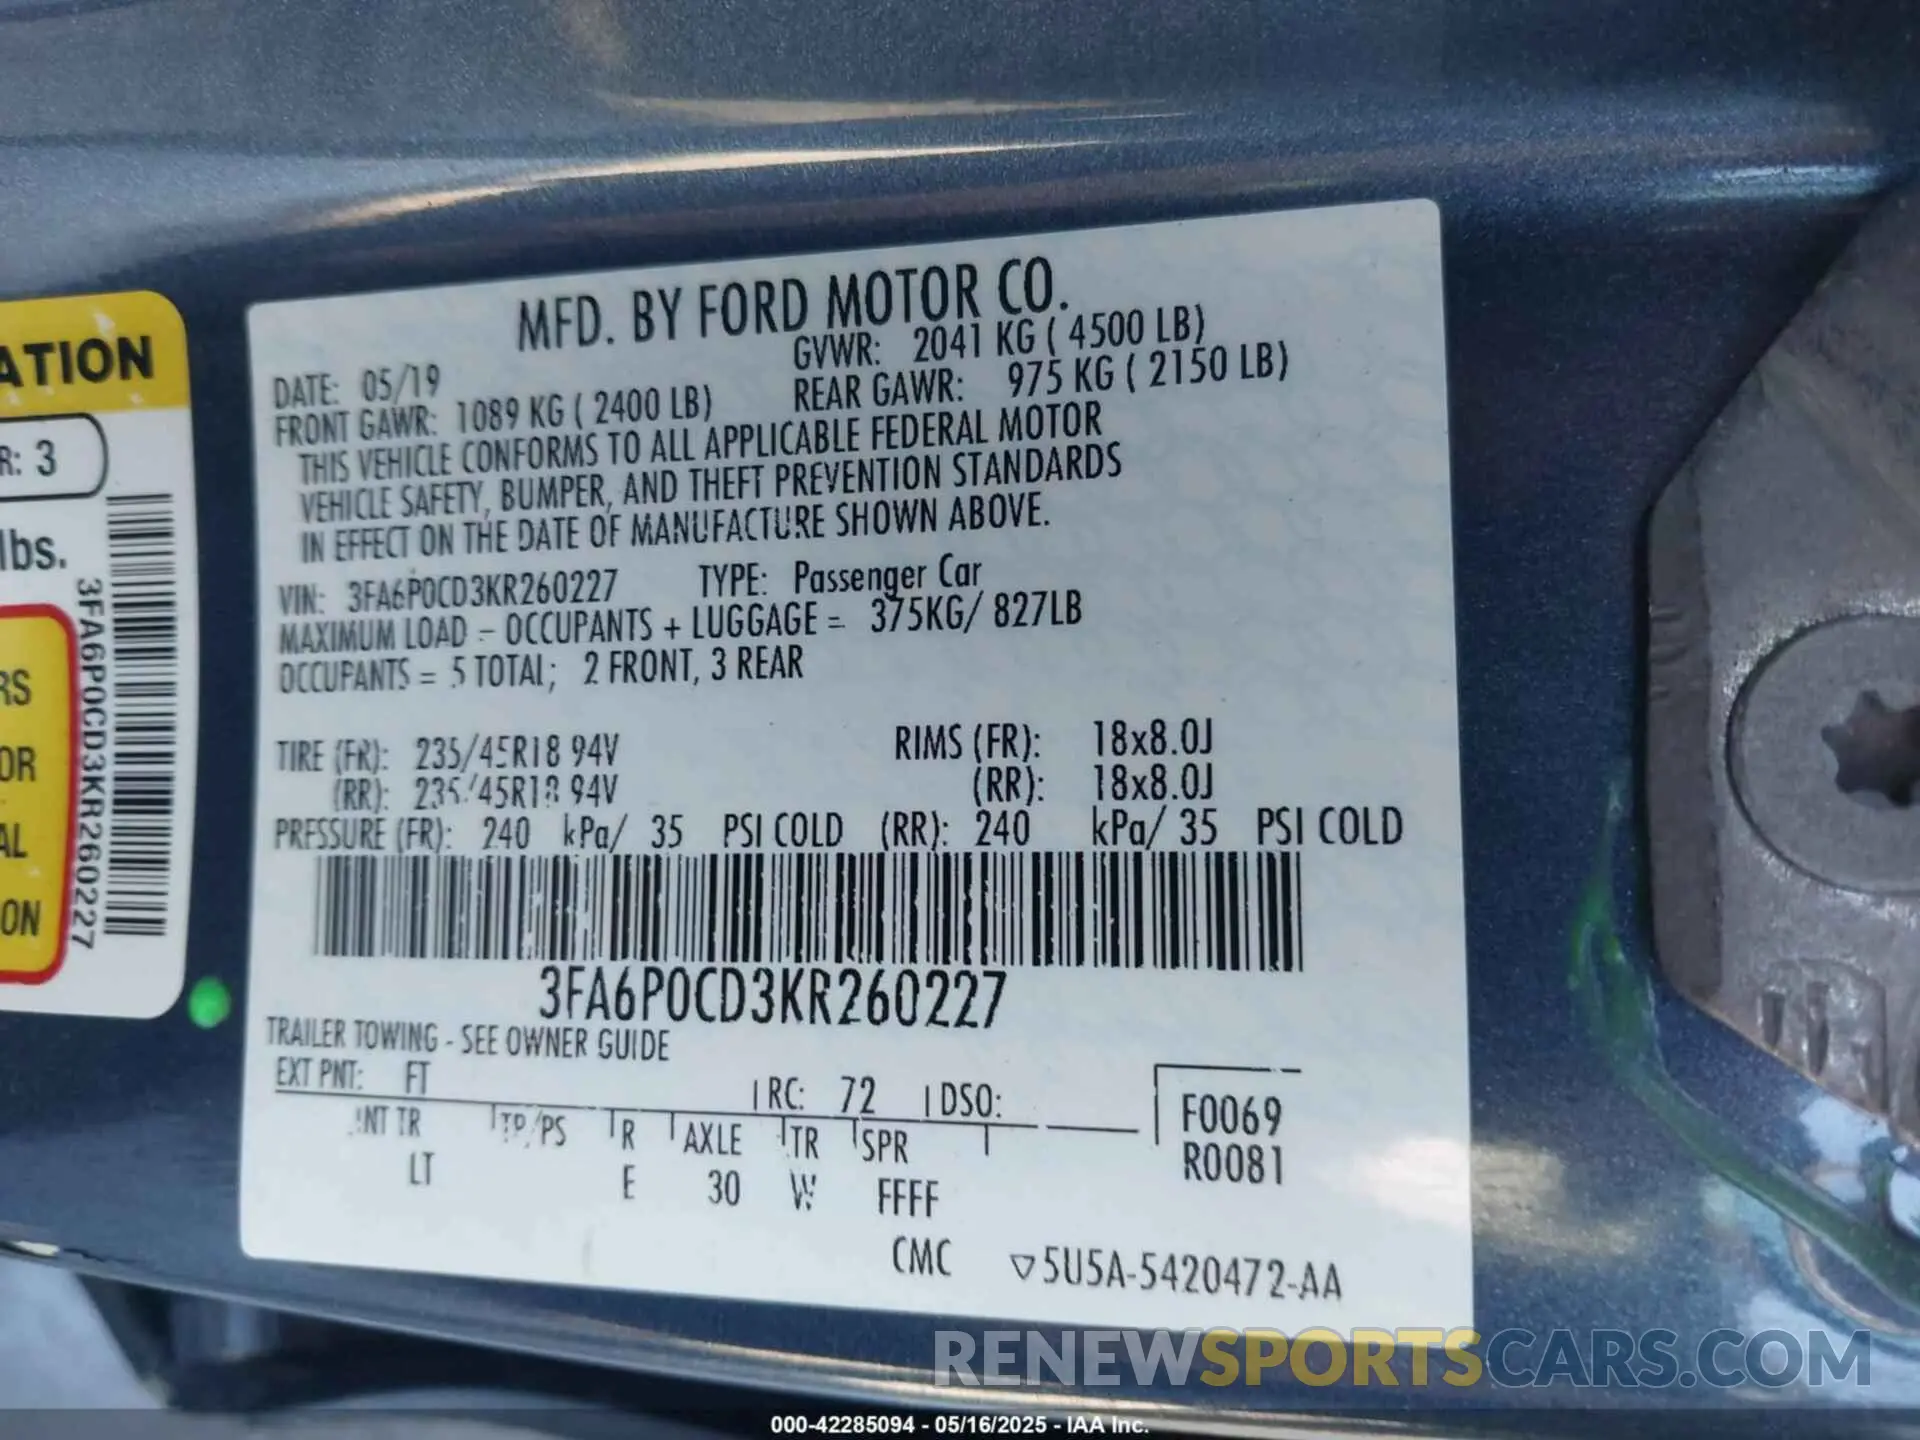 ATION
R: 3
lbs.
RS
OR
AL
ON
3FA6P0CD3KR260227
MFD. BY FORD MOTOR CO.
DATE: 05/19 GVWR: 2041 KG ( 4500 LB)
FRONT GAWR: 1089 KG ( 2400 LB) REAR GAWR: 975 KG ( 2150 LB)
THIS VEHICLE CONFORMS TO ALL APPLICABLE FEDERAL MOTOR
VEHICLE SAFETY, BUMPER, AND THEFT PREVENTION STANDARDS
IN EFFECT ON THE DATE OF MANUFACTURE SHOWN ABOVE.
VIN: 3FA6P0CD3KR260227 TYPE: Passenger Car
MAXIMUM LOAD – OCCUPANTS + LUGGAGE = 375KG/ 827LB
OCCUPANTS = 5 TOTAL; 2 FRONT, 3 REAR
TIRE (FR): 235/45R18 94V RIMS (FR): 18x8.0J
(RR): 235/45R18 94V (RR): 18x8.0J
PRESSURE (FR): 240 kPa/ 35 PSI COLD (RR): 240 kPa/ 35 PSI COLD
3FA6P0CD3KR260227
TRAILER TOWING - SEE OWNER GUIDE
EXT PNT: FT RC: 72 DSO: F0069
INT TR TP/PS R AXLE TR SPR R0081
LT E 30 W FFFF
CMC ▽5U5A-5420472-AA
RENEWSPORTSCARS.COM
000-42285094 - 05/16/2025 - IAA Inc.